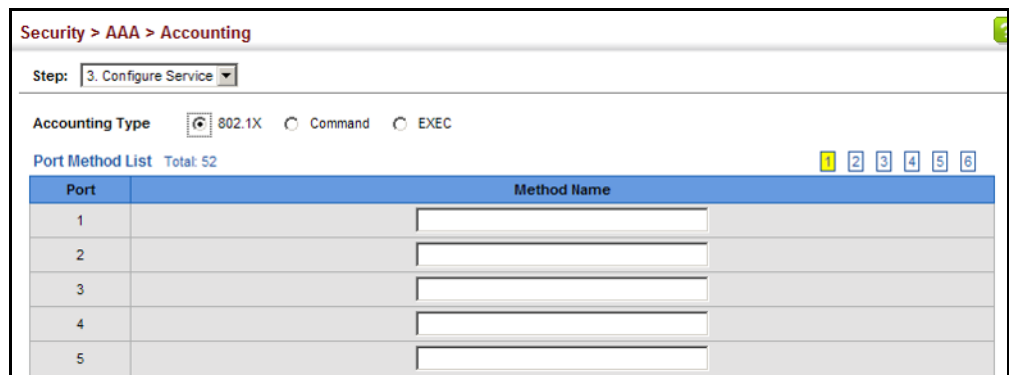 Security > AAA > Accounting
?
Step: 3. Configure Service
Accounting Type 802.1X Command EXEC
Port Method List Total: 52 1 2 3 4 5 6
Port Method Name
1
2
3
4
5